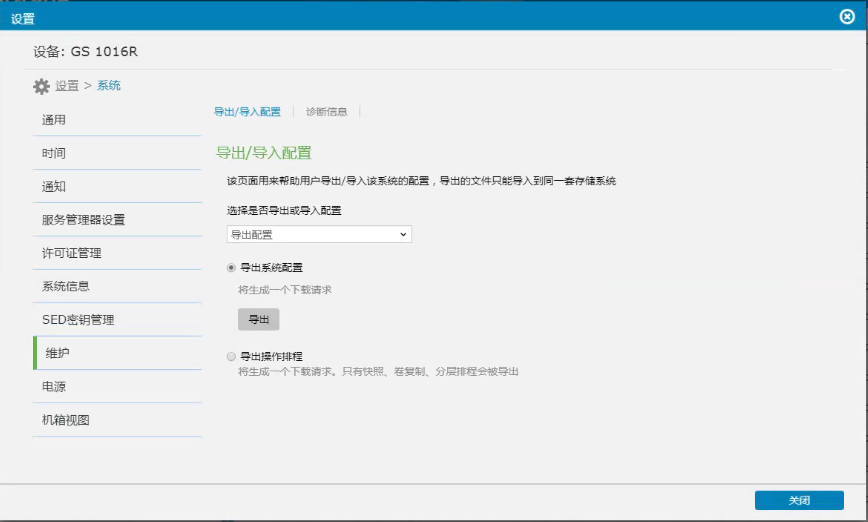 设置
设备: GS 1016R
设置 > 系统
通用
时间
通知
服务管理器设置
许可证管理
系统信息
SED密钥管理
维护
电源
机箱视图
导出/导入配置
诊断信息
导出/导入配置
该页面用来帮助用户导出/导入该系统的配置，导出的文件只能导入到同一套存储系统
选择是否导出或导入配置
导出配置
导出系统配置
将生成一个下载请求
导出
导出操作排程
将生成一个下载请求。只有快照、卷复制、分层排程会被导出
关闭